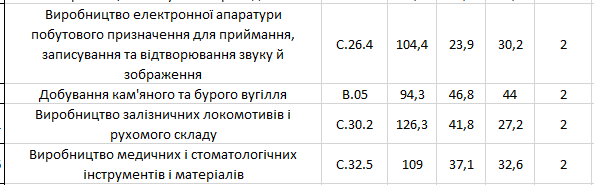 Виробництво електронної апаратури
побутового призначення для приймання,
записування та відтворювання звуку й
зображення
C.26.4 104,4 23,9 30,2 2
Добування кам'яного та бурого вугілля B.05 94,3 46,8 44 2
Виробництво залізничних локомотивів і
рухомого складу
C.30.2 126,3 41,8 27,2 2
Виробництво медичних і стоматологічних
інструментів і матеріалів
C.32.5 109 37,1 32,6 2